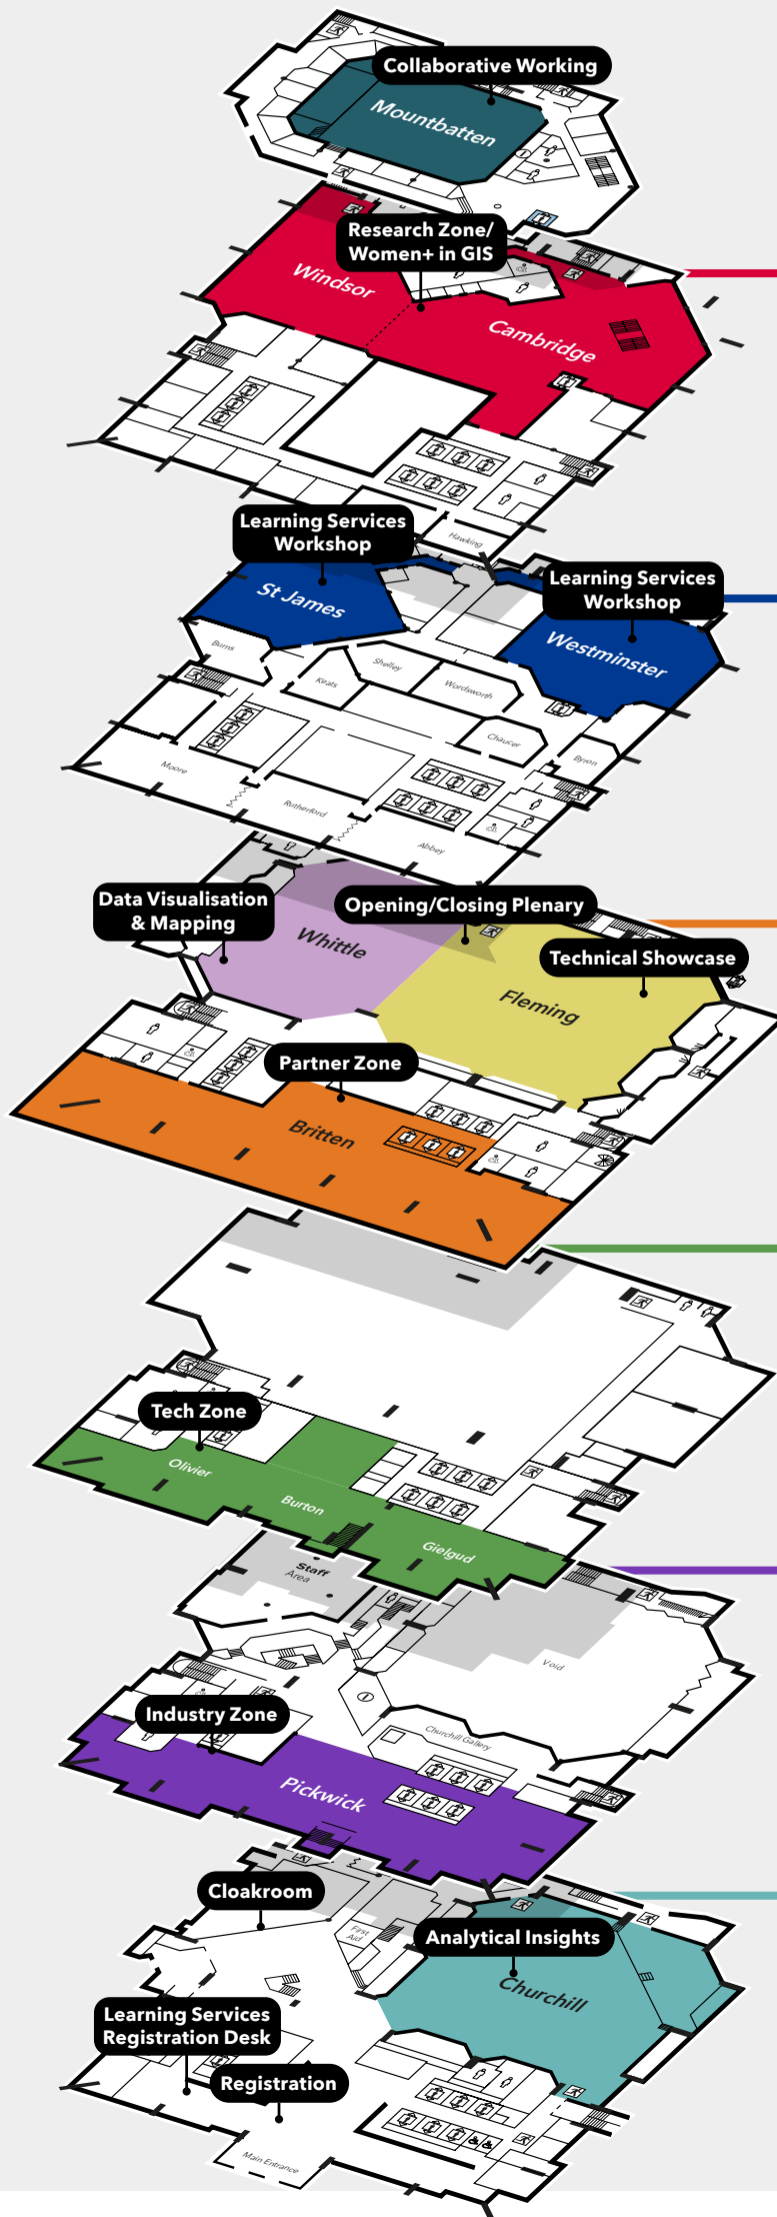 Collaborative Working
Mountbatten
Research Zone/
Women+ in GIS
Windsor
Cambridge
Hawking
Learning Services
Workshop
Learning Services
Workshop
St James
Westminster
Burns
Shelley
Keats
Wordsworth
Chaucer
Byron
Moore
Rutherford
Abbey
Data Visualisation
& Mapping
Opening/Closing Plenary
Whittle
Technical Showcase
Fleming
Partner Zone
Britten
Tech Zone
Olivier
Burton
Gielgud
Staff
Area
Void
Industry Zone
Churchill Gallery
Pickwick
Cloakroom
First
Aid
Analytical Insights
Churchill
Learning Services
Registration Desk
Registration
Main Entrance